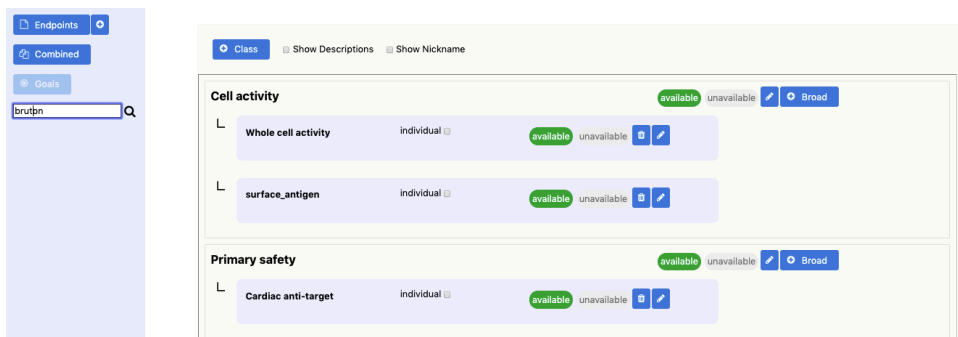 Endpoints
Combined
Goals
bruton
Class Show Descriptions Show Nickname
Cell activity available unavailable Broad
Whole cell activity individual available unavailable
surface_antigen individual available unavailable
Primary safety available unavailable Broad
Cardiac anti-target individual available unavailable